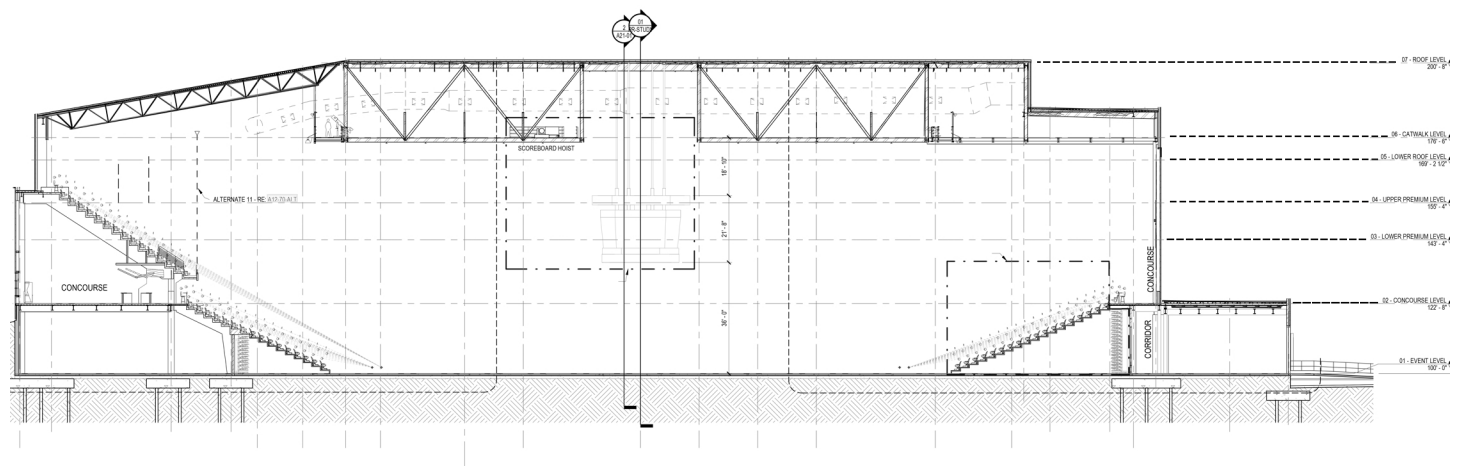 2
A21-01
01
07 - ROOF LEVEL
200' - 8"
06 - CATWALK LEVEL
176' - 6"
SCOREBOARD HOIST
18' - 10"
05 - LOWER ROOF LEVEL
169' - 2 1/2"
ALTERNATE 11 - RE: A17-70-ALT
04 - UPPER PREMIUM LEVEL
155' - 4"
21' - 8"
03 - LOWER PREMIUM LEVEL
143' - 4"
CONCOURSE
CONCOURSE
02 - CONCOURSE LEVEL
122' - 8"
36' - 0"
CORRIDOR
01 - EVENT LEVEL
100' - 0"